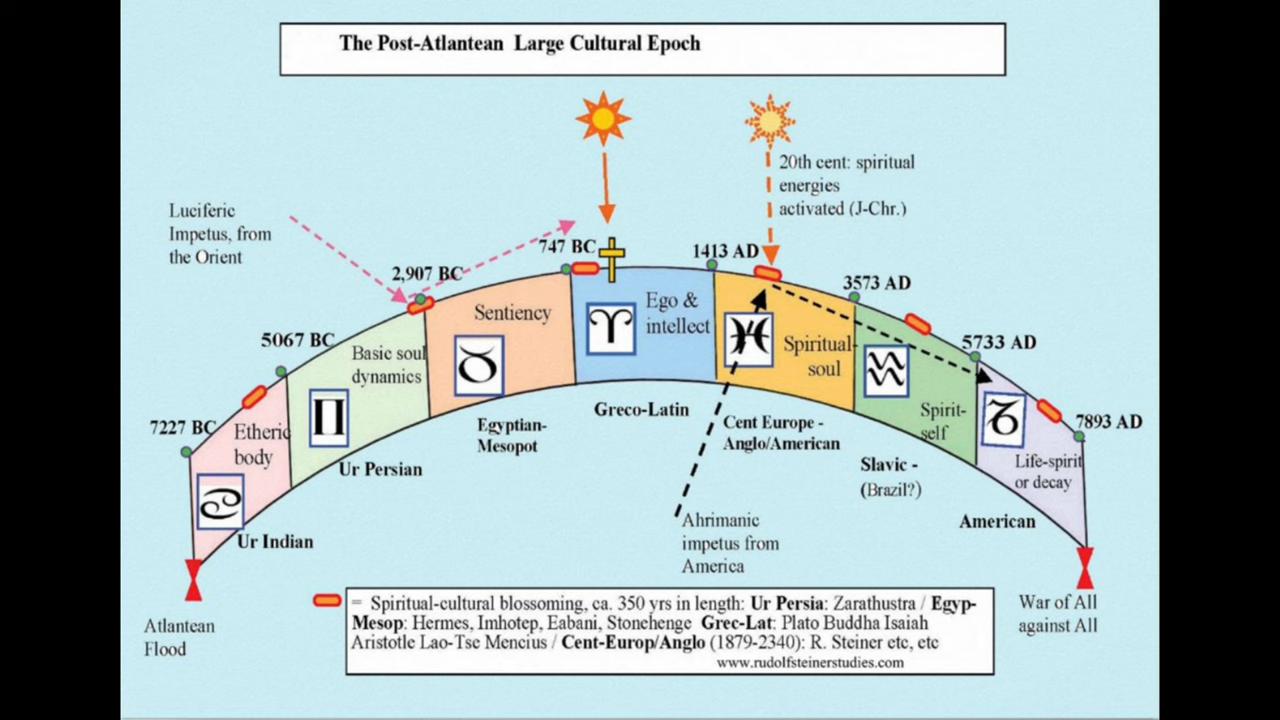 The Post-Atlantean Large Cultural Epoch
20th cent: spiritual
energies
activated (J-Chr.)
Luciferic
Impetus, from
the Orient
7227 BC
5067 BC
2,907 BC
747 BC
1413 AD
3573 AD
5733 AD
7893 AD
Etheric
body
Basic soul
dynamics
Sentiency
Ego &
intellect
Spiritual-
soul
Spirit-
self
Life-spirit
or decay
♋
♊
♉
♈
♓
♒
♑
Ur Indian
Ur Persian
Egyptian-
Mesopot
Greco-Latin
Cent Europe -
Anglo/American
Slavic -
(Brazil?)
American
Ahrimanic
impetus from
America
Atlantean
Flood
War of All
against All
= Spiritual-cultural blossoming, ca. 350 yrs in length: Ur Persia: Zarathustra / Egyp-
Mesop: Hermes, Imhotep, Eabani, Stonehenge Grec-Lat: Plato Buddha Isaiah
Aristotle Lao-Tse Mencius / Cent-Europ/Anglo (1879-2340): R. Steiner etc, etc
www.rudolfsteinerstudies.com